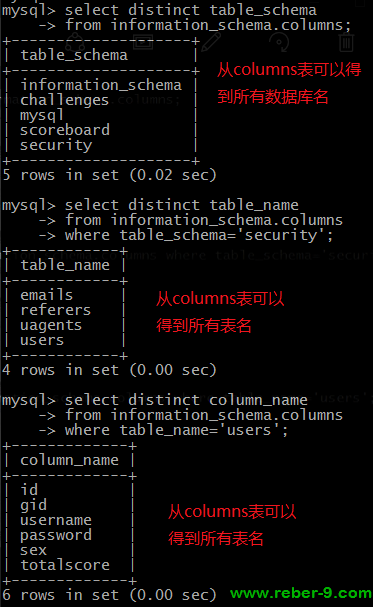 mysql> select distinct table_schema
    -> from information_schema.columns;
+--------------------+
| table_schema       |
+--------------------+
| information_schema |
| challenges         |
| mysql              |
| scoreboard         |
| security           |
+--------------------+
5 rows in set (0.02 sec)
从columns表可以得
到所有数据库名
mysql> select distinct table_name
    -> from information_schema.columns
    -> where table_schema='security';
+------------+
| table_name |
+------------+
| emails     |
| referers   |
| uagents    |
| users      |
+------------+
4 rows in set (0.00 sec)
从columns表可以
得到所有表名
mysql> select distinct column_name
    -> from information_schema.columns
    -> where table_name='users';
+-------------+
| column_name |
+-------------+
| id          |
| gid         |
| username    |
| password    |
| sex         |
| totalscore  |
+-------------+
6 rows in set (0.00 sec)
从columns表可以
得到所有表名
www.reber-9.com